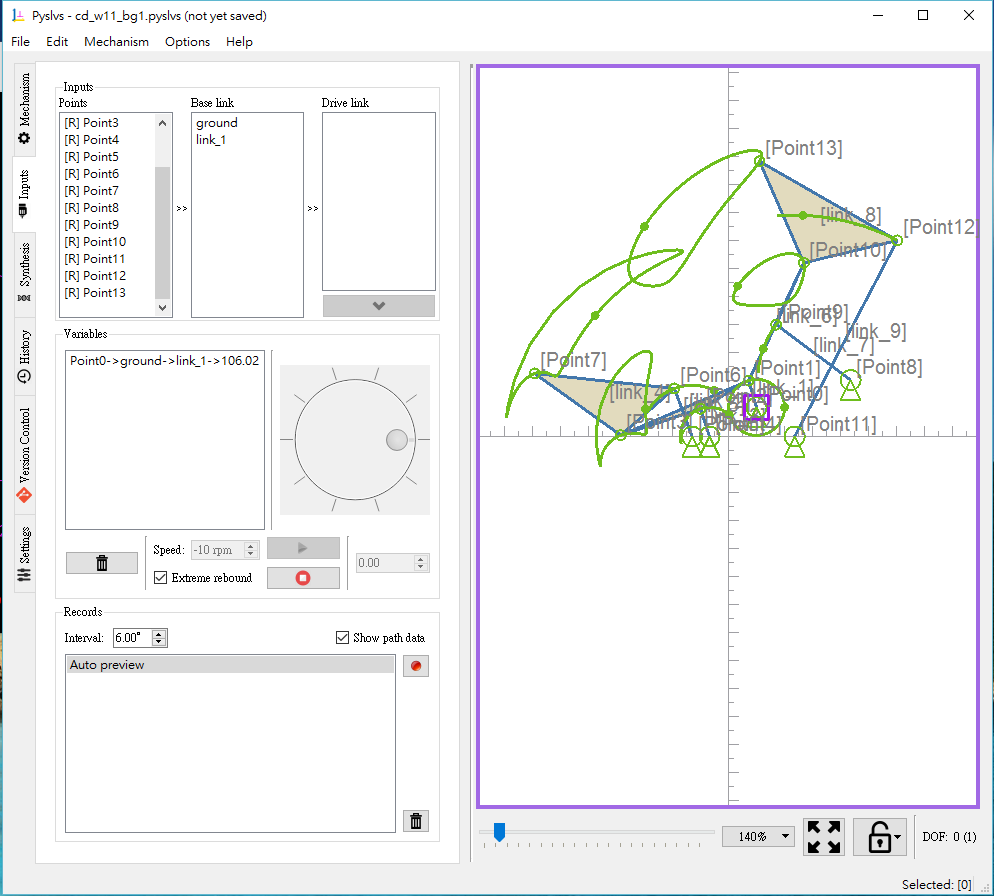 Pyslvs - cd_w11_bg1.pyslvs (not yet saved)
File Edit Mechanism Options Help
Mechanism
Inputs
Synthesis
History
Version Control
Settings
Inputs
Points Base link Drive link
[R] Point3
[R] Point4
[R] Point5
[R] Point6
[R] Point7
[R] Point8
[R] Point9
[R] Point10
[R] Point11
[R] Point12
[R] Point13
>>
ground
link_1
>>
Variables
Point0->ground->link_1->106.02
Speed: -10 rpm
Extreme rebound
0.00
Records
Interval: 6.00°
Show path data
Auto preview
[Point13]
[link_8]
[Point12
[Point10]
[Point9]
[link_6]
[link_9]
[link_7]
[Point7]
[Point8]
[Point6]
[Point1]
[link_4]
[link_1]
[Point0]
[Point3]
[Point11]
140%
DOF: 0 (1)
Selected: [0]